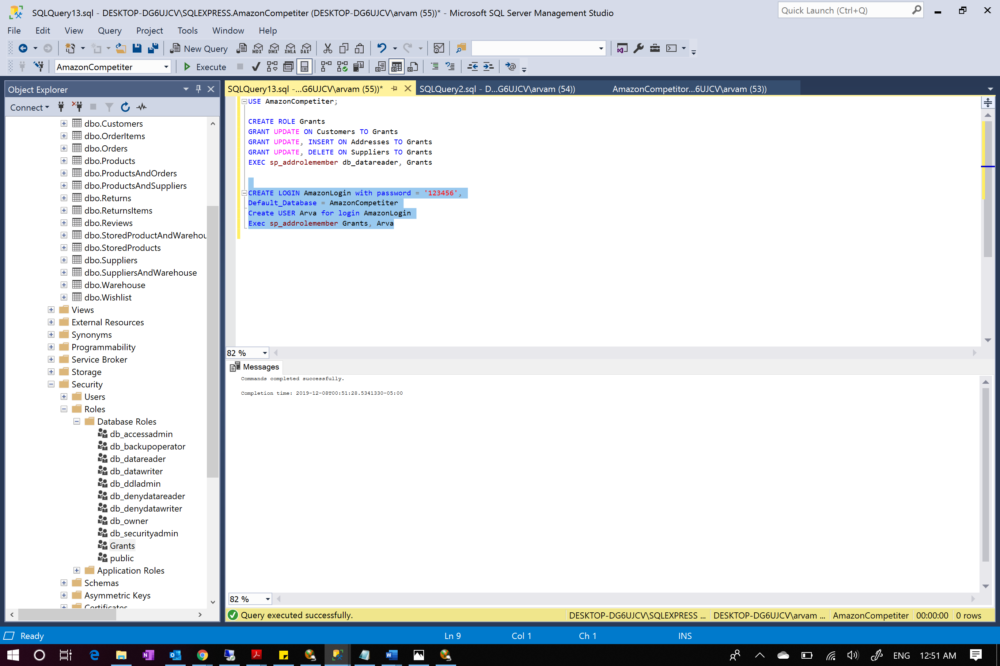 SQLQuery13.sql - DESKTOP-DG6UJCV\SQLEXPRESS.AmazonCompetiter (DESKTOP-DG6UJCV\arvam (55))* - Microsoft SQL Server Management Studio
Quick Launch (Ctrl+Q)
File Edit View Query Project Tools Window Help
New Query MDX DMX XMLA DAX
AmazonCompetiter Execute
Object Explorer
SQLQuery13.sql -...G6UJCV\arvam (55))* SQLQuery2.sql - D...G6UJCV\arvam (54)) AmazonCompetitor...6UJCV\arvam (53))
Connect
dbo.Customers
dbo.OrderItems
dbo.Orders
dbo.Products
dbo.ProductsAndOrders
dbo.ProductsAndSuppliers
dbo.Returns
dbo.ReturnsItems
dbo.Reviews
dbo.StoredProductAndWarehou
dbo.StoredProducts
dbo.Suppliers
dbo.SuppliersAndWarehouse
dbo.Warehouse
dbo.Wishlist
Views
External Resources
Synonyms
Programmability
Service Broker
Storage
Security
Users
Roles
Database Roles
db_accessadmin
db_backupoperator
db_datareader
db_datawriter
db_ddladmin
db_denydatareader
db_denydatawriter
db_owner
db_securityadmin
Grants
public
Application Roles
Schemas
Asymmetric Keys
Certificates
USE AmazonCompetiter;
CREATE ROLE Grants
GRANT UPDATE ON Customers TO Grants
GRANT UPDATE, INSERT ON Addresses TO Grants
GRANT UPDATE, DELETE ON Suppliers TO Grants
EXEC sp_addrolemember db_datareader, Grants
CREATE LOGIN AmazonLogin with password = '123456',
Default_Database = AmazonCompetiter
Create USER Arva for login AmazonLogin
Exec sp_addrolemember Grants, Arva
82 %
Messages
Commands completed successfully.
Completion time: 2019-12-08T00:51:28.5341330-05:00
82 %
Query executed successfully. DESKTOP-DG6UJCV\SQLEXPRESS ... DESKTOP-DG6UJCV\arvam ... AmazonCompetiter 00:00:00 0 rows
Ready Ln 9 Col 1 Ch 1 INS
ENG 12:51 AM